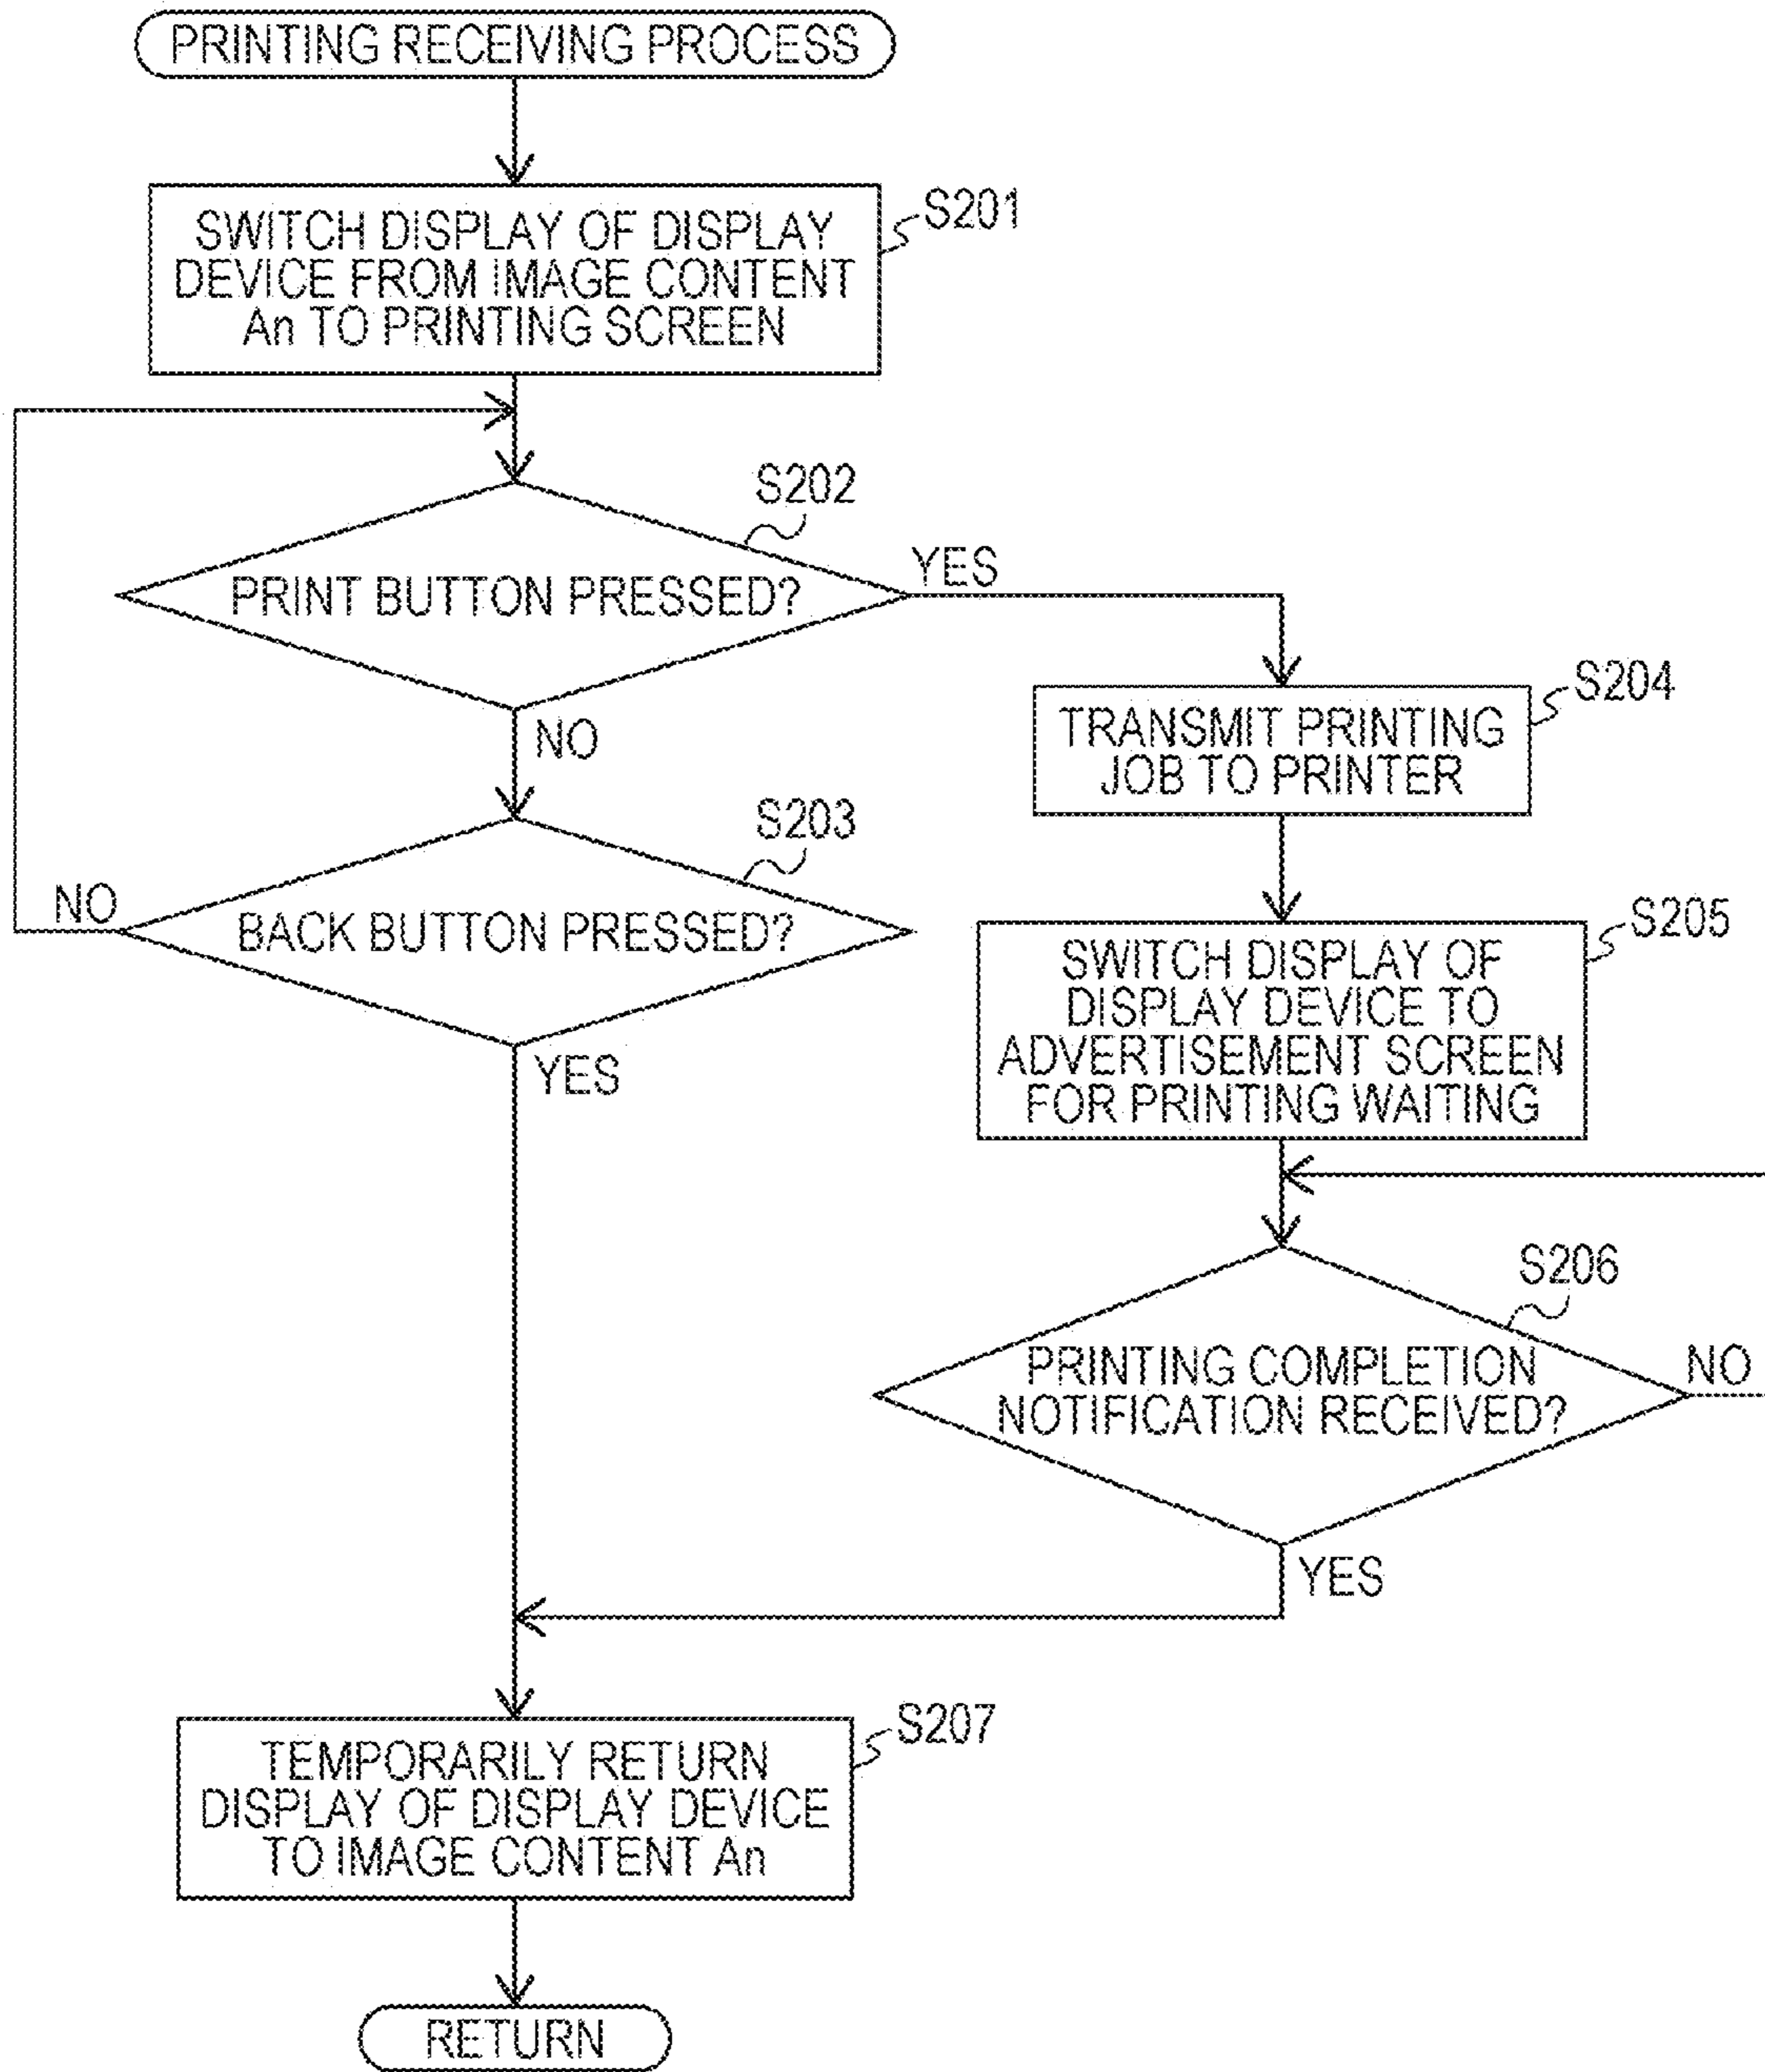 PRINTING RECEIVING PROCESS
S201
SWITCH DISPLAY OF DISPLAY
DEVICE FROM IMAGE CONTENT
An TO PRINTING SCREEN
S202
PRINT BUTTON PRESSED?
YES
NO
S203
BACK BUTTON PRESSED?
NO
YES
S204
TRANSMIT PRINTING
JOB TO PRINTER
S205
SWITCH DISPLAY OF
DISPLAY DEVICE TO
ADVERTISEMENT SCREEN
FOR PRINTING WAITING
S206
PRINTING COMPLETION
NOTIFICATION RECEIVED?
NO
YES
S207
TEMPORARILY RETURN
DISPLAY OF DISPLAY DEVICE
TO IMAGE CONTENT An
RETURN